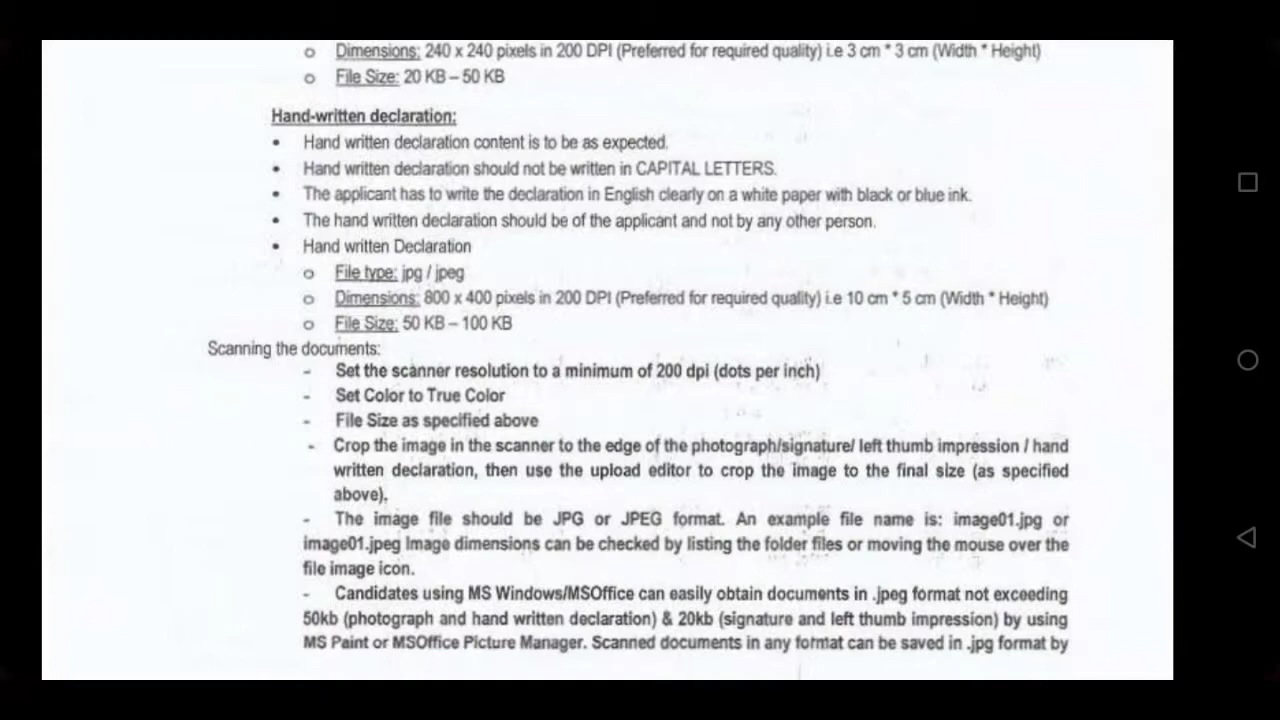 o Dimensions: 240 x 240 pixels in 200 DPI (Preferred for required quality) i.e 3 cm * 3 cm (Width * Height)
o File Size: 20 KB – 50 KB
Hand-written declaration:
• Hand written declaration content is to be as expected.
• Hand written declaration should not be written in CAPITAL LETTERS.
• The applicant has to write the declaration in English clearly on a white paper with black or blue ink.
• The hand written declaration should be of the applicant and not by any other person.
• Hand written Declaration
o File type: jpg / jpeg
o Dimensions: 800 x 400 pixels in 200 DPI (Preferred for required quality) i.e 10 cm * 5 cm (Width * Height)
o File Size: 50 KB – 100 KB
Scanning the documents:
- Set the scanner resolution to a minimum of 200 dpi (dots per inch)
- Set Color to True Color
- File Size as specified above
- Crop the image in the scanner to the edge of the photograph/signature/ left thumb impression / hand
written declaration, then use the upload editor to crop the image to the final size (as specified
above).
- The image file should be JPG or JPEG format. An example file name is: image01.jpg or
image01.jpeg Image dimensions can be checked by listing the folder files or moving the mouse over the
file image icon.
- Candidates using MS Windows/MSOffice can easily obtain documents in .jpeg format not exceeding
50kb (photograph and hand written declaration) & 20kb (signature and left thumb impression) by using
MS Paint or MSOffice Picture Manager. Scanned documents in any format can be saved in .jpg format by